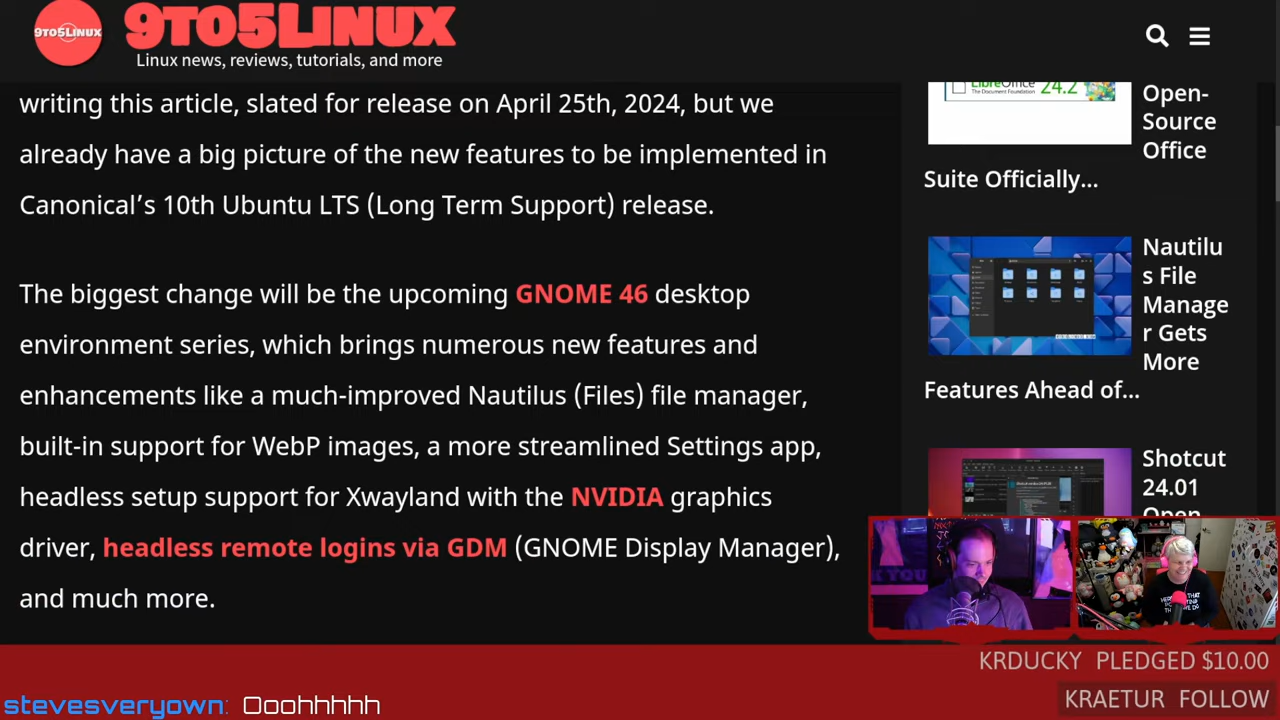 9TO5LINUX
9TO5LINUX
Linux news, reviews, tutorials, and more
writing this article, slated for release on April 25th, 2024, but we
already have a big picture of the new features to be implemented in
Canonical’s 10th Ubuntu LTS (Long Term Support) release.
The biggest change will be the upcoming GNOME 46 desktop
environment series, which brings numerous new features and
enhancements like a much-improved Nautilus (Files) file manager,
built-in support for WebP images, a more streamlined Settings app,
headless setup support for Xwayland with the NVIDIA graphics
driver, headless remote logins via GDM (GNOME Display Manager),
and much more.
LibreOffice 24.2
The Document Foundation
Open-
Source
Office
Suite Officially...
Nautilu
s File
Manage
r Gets
More
Features Ahead of...
Shotcut
24.01
Open
KRDUCKY PLEDGED $10.00
KRAETUR FOLLOW
stevesveryown: Ooohhhhh